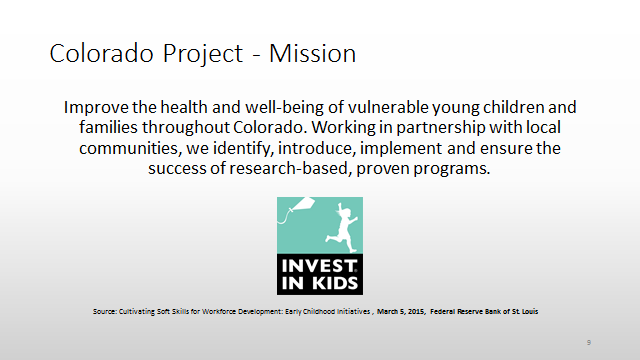 Colorado Project - Mission
Improve the health and well-being of vulnerable young children and
families throughout Colorado. Working in partnership with local
communities, we identify, introduce, implement and ensure the
success of research-based, proven programs.
INVEST
IN KIDS
Source: Cultivating Soft Skills for Workforce Development: Early Childhood Initiatives , March 5, 2015, Federal Reserve Bank of St. Louis
9